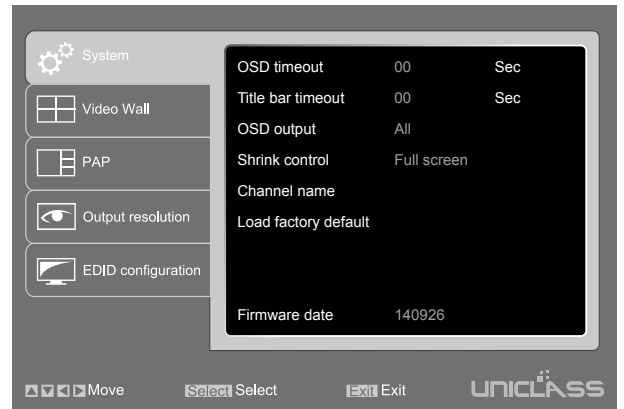 System
Video Wall
PAP
Output resolution
EDID configuration
OSD timeout 00 Sec
Title bar timeout 00 Sec
OSD output All
Shrink control Full screen
Channel name
Load factory default
Firmware date 140926
Move Select Select Exit Exit UNICLASS